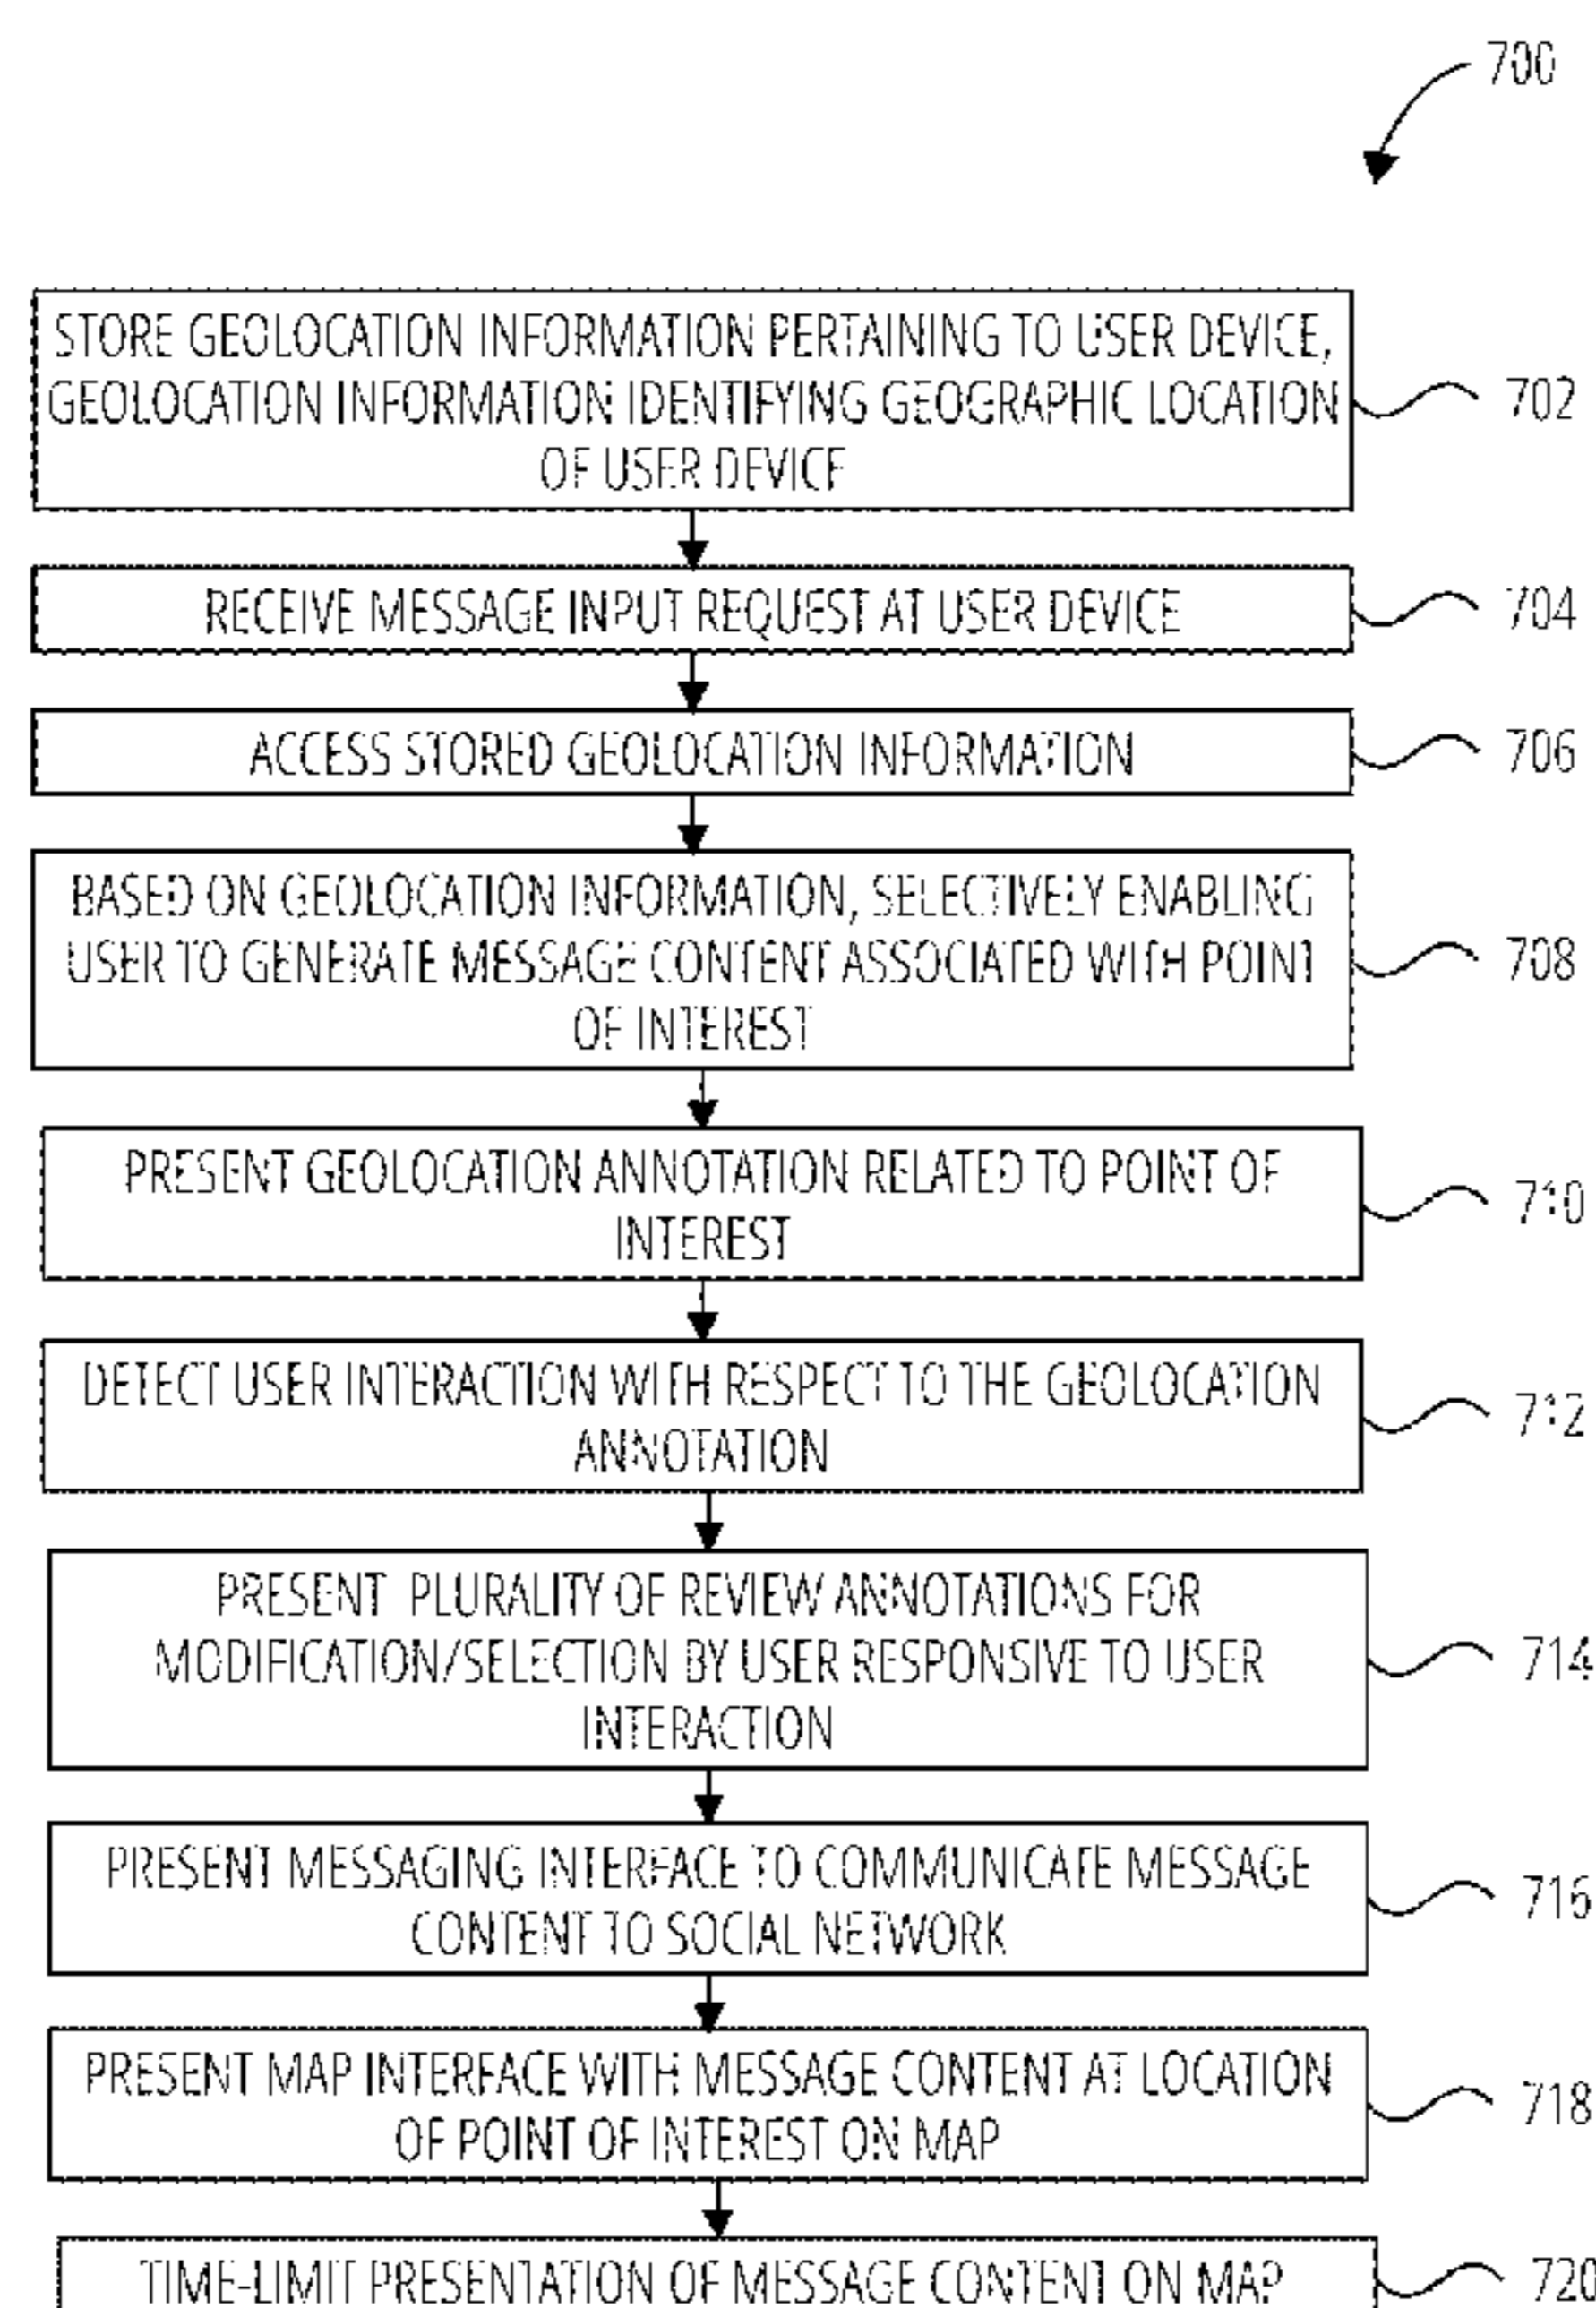 700
STORE GEOLOCATION INFORMATION PERTAINING TO USER DEVICE,
GEOLOCATION INFORMATION IDENTIFYING GEOGRAPHIC LOCATION
OF USER DEVICE
702
RECEIVE MESSAGE INPUT REQUEST AT USER DEVICE
704
ACCESS STORED GEOLOCATION INFORMATION
706
BASED ON GEOLOCATION INFORMATION, SELECTIVELY ENABLING
USER TO GENERATE MESSAGE CONTENT ASSOCIATED WITH POINT
OF INTEREST
708
PRESENT GEOLOCATION ANNOTATION RELATED TO POINT OF
INTEREST
710
DETECT USER INTERACTION WITH RESPECT TO THE GEOLOCATION
ANNOTATION
712
PRESENT PLURALITY OF REVIEW ANNOTATIONS FOR
MODIFICATION/SELECTION BY USER RESPONSIVE TO USER
INTERACTION
714
PRESENT MESSAGING INTERFACE TO COMMUNICATE MESSAGE
CONTENT TO SOCIAL NETWORK
716
PRESENT MAP INTERFACE WITH MESSAGE CONTENT AT LOCATION
OF POINT OF INTEREST ON MAP
718
TIME-LIMIT PRESENTATION OF MESSAGE CONTENT ON MAP
720